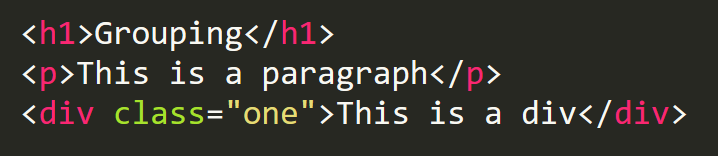 <h1>Grouping</h1>
<p>This is a paragraph</p>
<div class="one">This is a div</div>